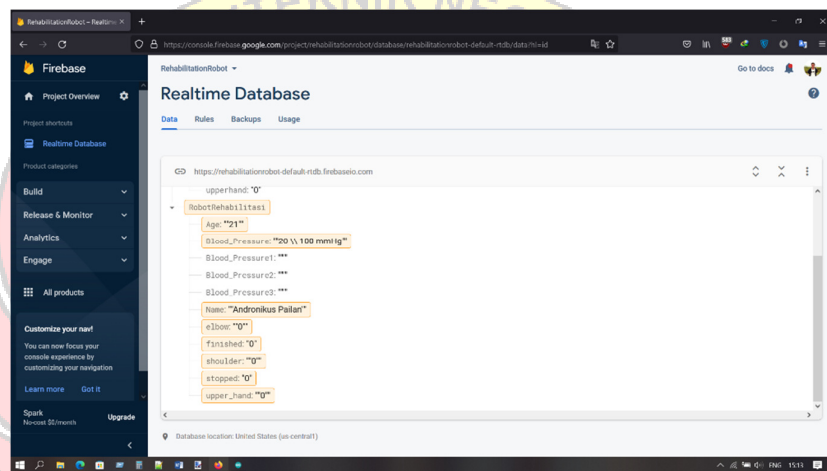 RehabilitationRobot – Realtime
https://console.firebase.google.com/project/rehabilitationrobot/database/rehabilitationrobot-default-rtdb/data?hl=id
583
Firebase
Project Overview
Project shortcuts
Realtime Database
Product categories
Build
Release & Monitor
Analytics
Engage
All products
Customize your nav!
You can now focus your
console experience by
customizing your navigation
Learn more Got it
Spark
No-cost $0/month
Upgrade
RehabilitationRobot
Go to docs
Realtime Database
Data Rules Backups Usage
https://rehabilitationrobot-default-rtdb.firebaseio.com
upperhand: "0"
RobotRehabilitasi
Age: ""21""
Blood_Pressure: ""20 \\ 100 mmHg""
Blood_Pressure1: """
Blood_Pressure2: """
Blood_Pressure3: """
Name: ""Andronikus Pailan""
elbow: ""0""
finished: "0"
shoulder: ""0""
stopped: "0"
upper_hand: ""0""
Database location: United States (us-central1)
ENG 15:13